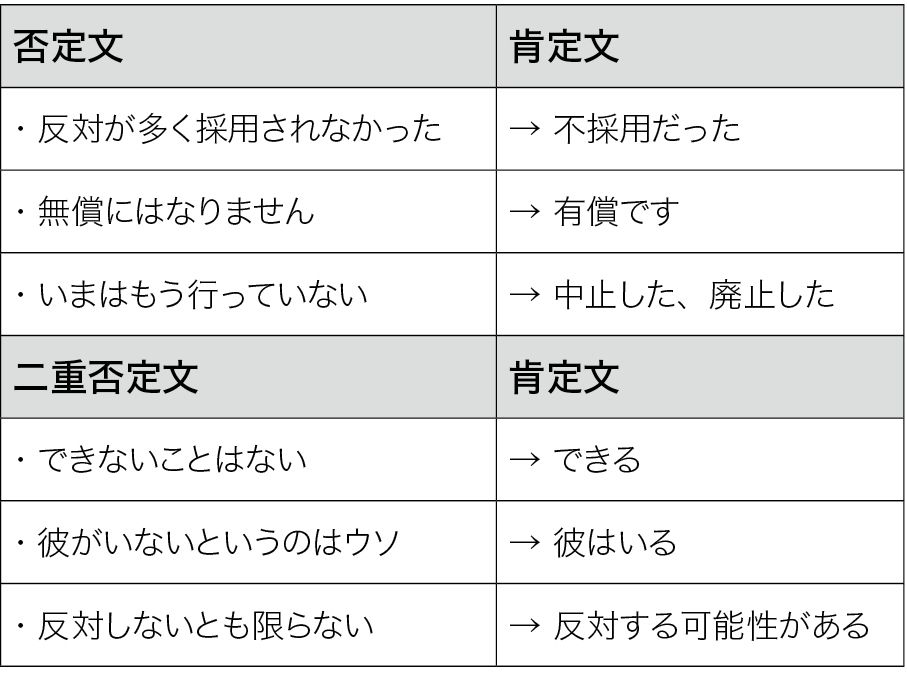 否定文 肯定文
・反対が多く採用されなかった → 不採用だった
・無償にはなりません → 有償です
・いまはもう行っていない → 中止した、廃止した
二重否定文 肯定文
・できないことはない → できる
・彼がいないというのはウソ → 彼はいる
・反対しないとも限らない → 反対する可能性がある